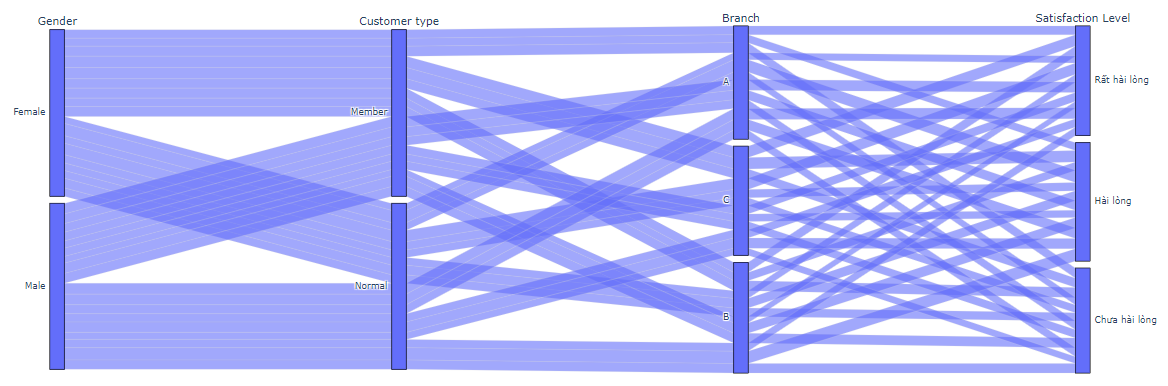 Gender
Customer type
Branch
Satisfaction Level
Female
Male
Member
Normal
A
C
B
Rất hài lòng
Hài lòng
Chưa hài lòng